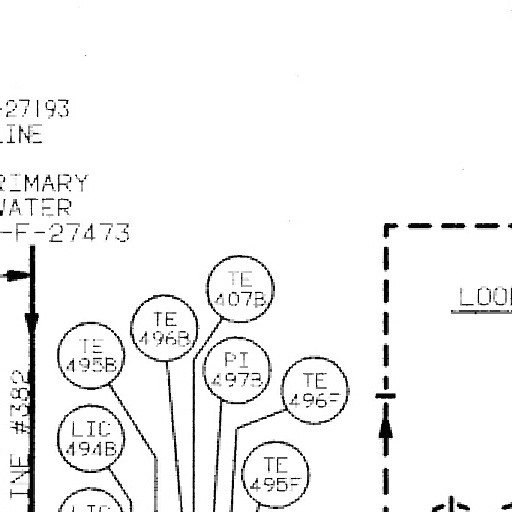 -27193
LINE
RIMARY
WATER
-F-27473
TE
407B
TE
496B
TE
495B
PI
497B
TE
496F
LIC
494B
TE
495F
LIC
INE #382
LOOP